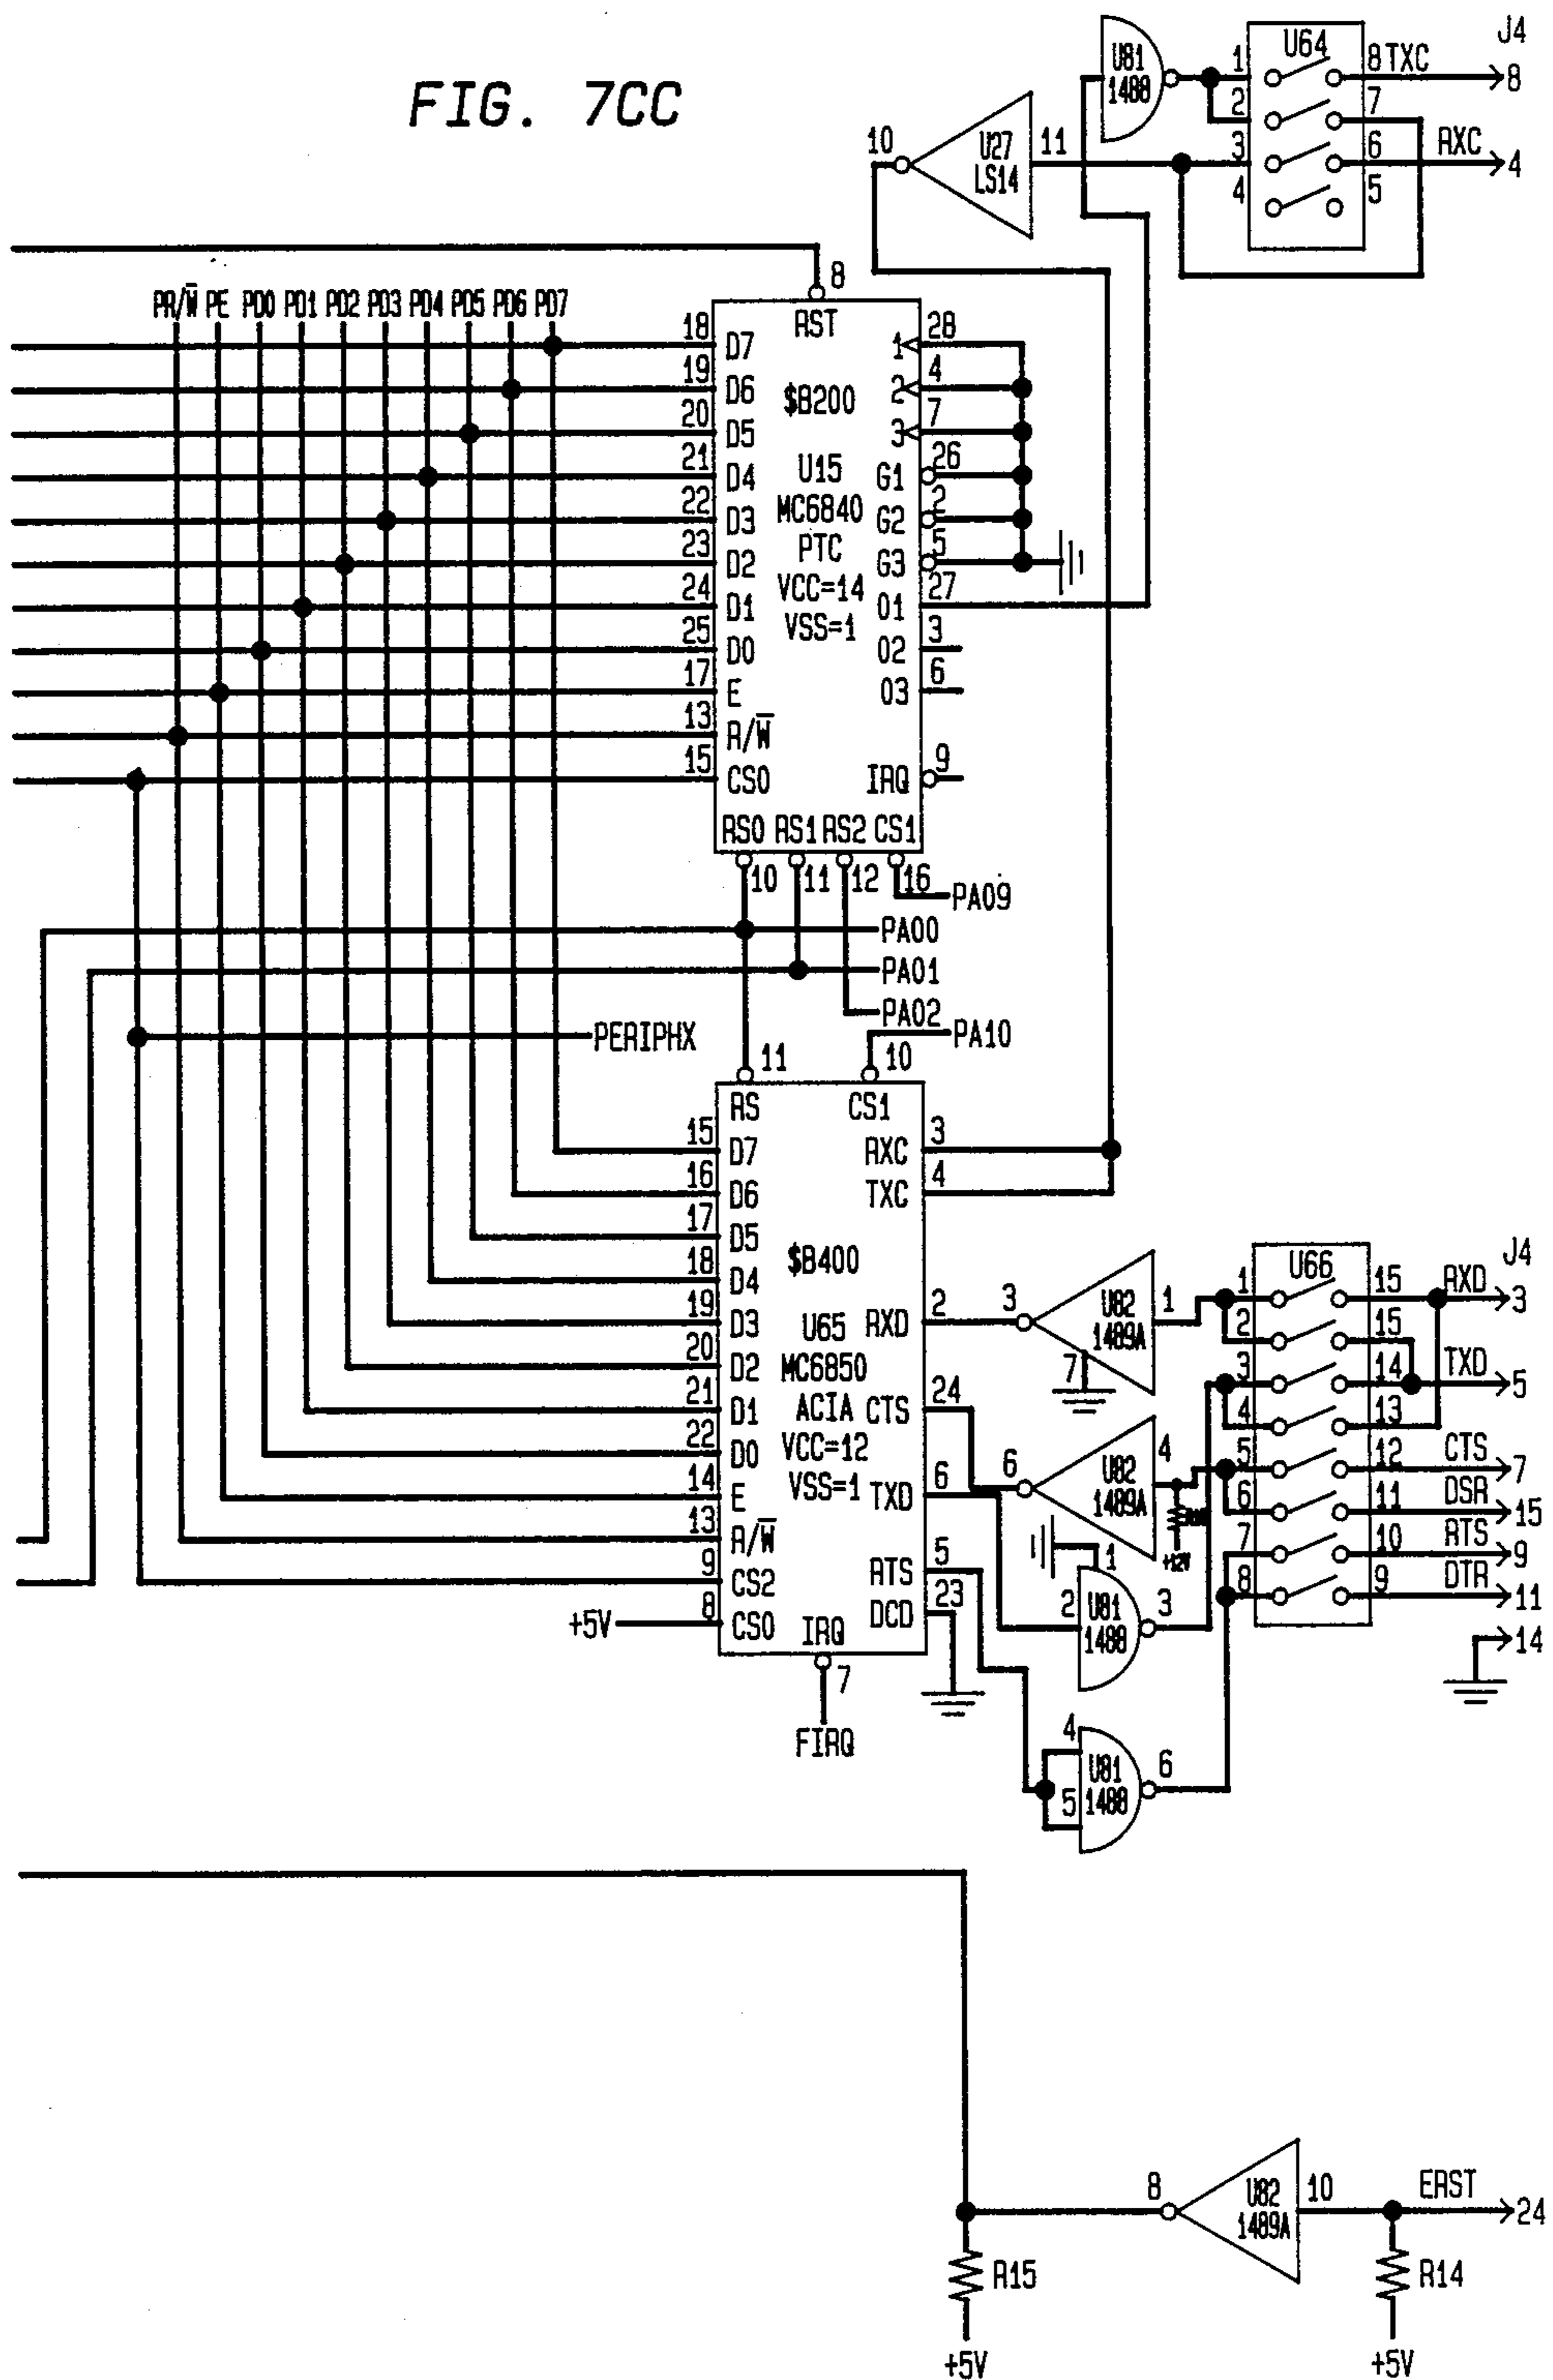 FIG. 7CC
U81
1488
U64
J4
1
2
3
4
8 TXC
7
6
5
RXC
8
4
10
U27
LS14
11
PR/W̅ PE PD0 PD1 PD2 PD3 PD4 PD5 PD6 PD7
8
RST
18 D7
19 D6
20 D5
21 D4
22 D3
23 D2
24 D1
25 D0
17 E
13 R/W̅
15 CS0
$B200
U15
MC6840
PTC
VCC=14
VSS=1
1 28
2 4
3 7
G1 26
G2 2
G3 5
O1 27
O2 3
O3 6
IRQ 9
RS0 RS1 RS2 CS1
10 11 12 16
PA09
PA00
PA01
PA02
PERIPHX
PA10
11 10
RS CS1
15 D7
16 D6
17 D5
18 D4
19 D3
20 D2
21 D1
22 D0
14 E
13 R/W̅
9 CS2
+5V 8 CS0
$B400
U65
MC6850
ACIA
VCC=12
VSS=1
RXC 3
TXC 4
RXD 2
CTS 24
TXD 6
RTS 5
DCD 23
IRQ
7
FIRQ
3 U82 1
1489A
7
6 U82 4
1489A
+12V
1
2 U81 3
1488
4
5
U81 6
1488
U66
J4
1 15 RXD 3
2 15
3 14 TXD 5
4 13
5 12 CTS 7
6 11 DSR 15
7 10 RTS 9
8 9 DTR 11
14
8 U82 10
1489A
ERST
24
R15
+5V
R14
+5V